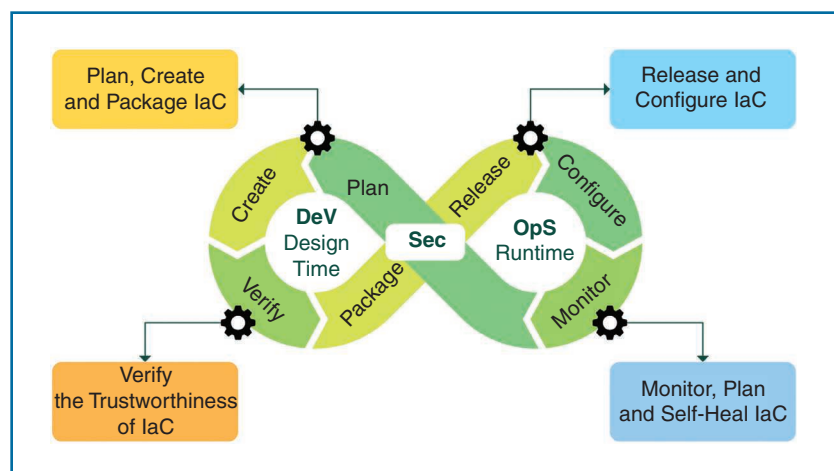 Plan, Create
and Package IaC
Release and
Configure IaC
Create
Plan
Release
Configure
DeV
Design
Time
Sec
OpS
Runtime
Verify
Package
Monitor
Verify
the Trustworthiness
of IaC
Monitor, Plan
and Self-Heal IaC